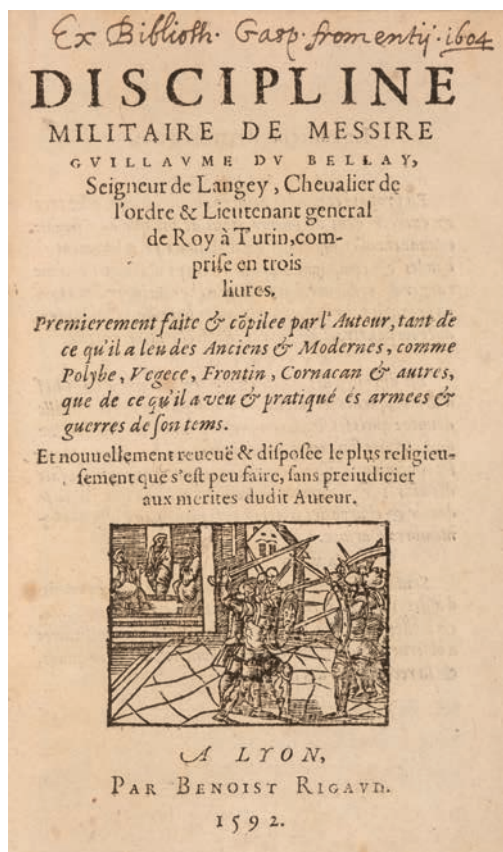 Ex Biblioth. Gasp. fromentij. 1604
DISCIPLINE
MILITAIRE DE MESSIRE
GVILLAVME DV BELLAY,
Seigneur de Langey, Cheualier de
l'ordre & Lieutenant general
de Roy à Turin, com-
priſe en trois
liures.
Premierement faite & cõpilee par l'Auteur, tant de
ce qu'il a leu des Anciens & Modernes, comme
Polybe, Vegece, Frontin, Cornacan & autres,
que de ce qu'il a veu & pratiqué és armees &
guerres de ſon tems.
Et nouuellement reueuë & diſpoſée le plus religieu-
ſement que s'eſt peu faire, ſans preiudicier
aux merites dudit Auteur.
A LYON,
PAR BENOIST RIGAVD.
1592.